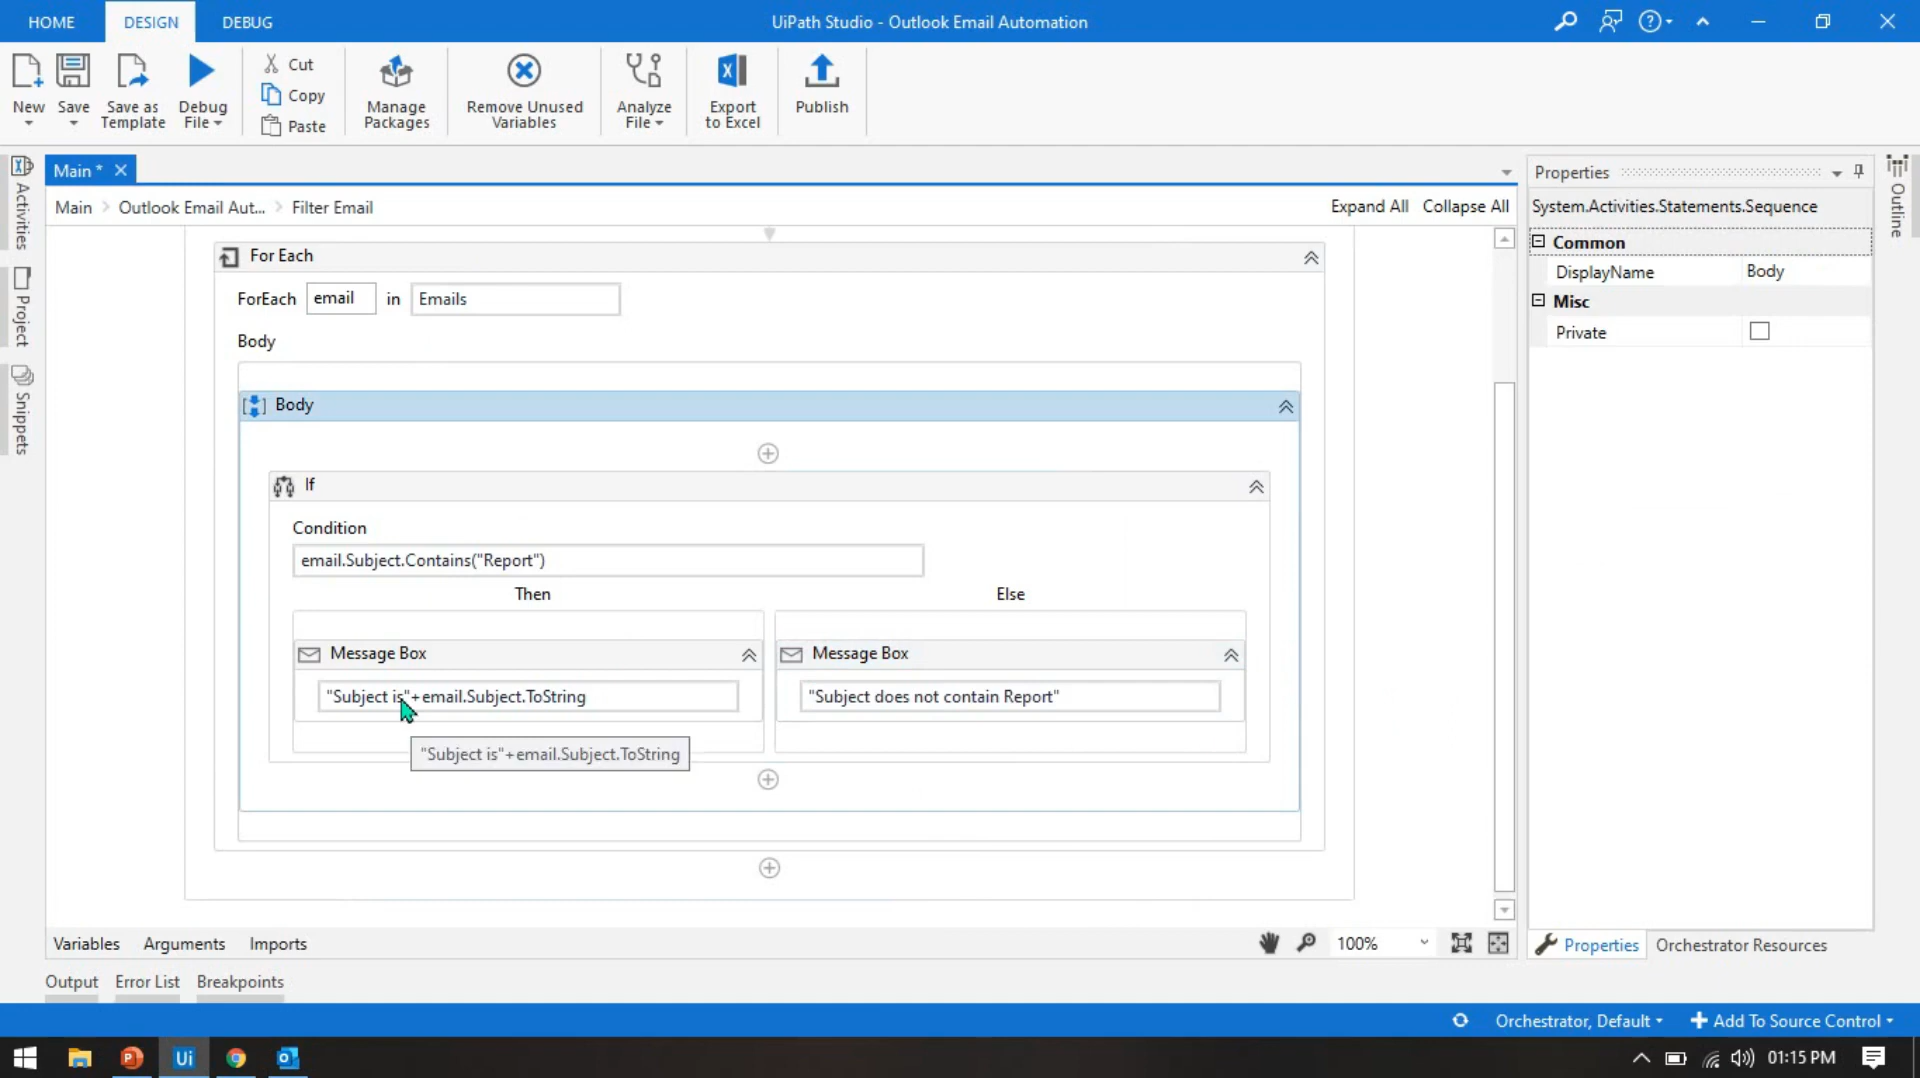 HOME DESIGN DEBUG UiPath Studio - Outlook Email Automation
New Save Save as Template Debug File Cut Copy Paste Manage Packages Remove Unused Variables Analyze File Export to Excel Publish
Activities
Project
Snippets
Main *
Main Outlook Email Aut... Filter Email Expand All Collapse All
For Each
ForEach email in Emails
Body
Body
If
Condition
email.Subject.Contains("Report")
Then Else
Message Box Message Box
"Subject is"+email.Subject.ToString "Subject does not contain Report"
"Subject is"+email.Subject.ToString
Variables Arguments Imports 100%
Output Error List Breakpoints
Properties
System.Activities.Statements.Sequence
Common
DisplayName Body
Misc
Private
Properties Orchestrator Resources
Outline
Orchestrator, Default Add To Source Control
Ui 01:15 PM